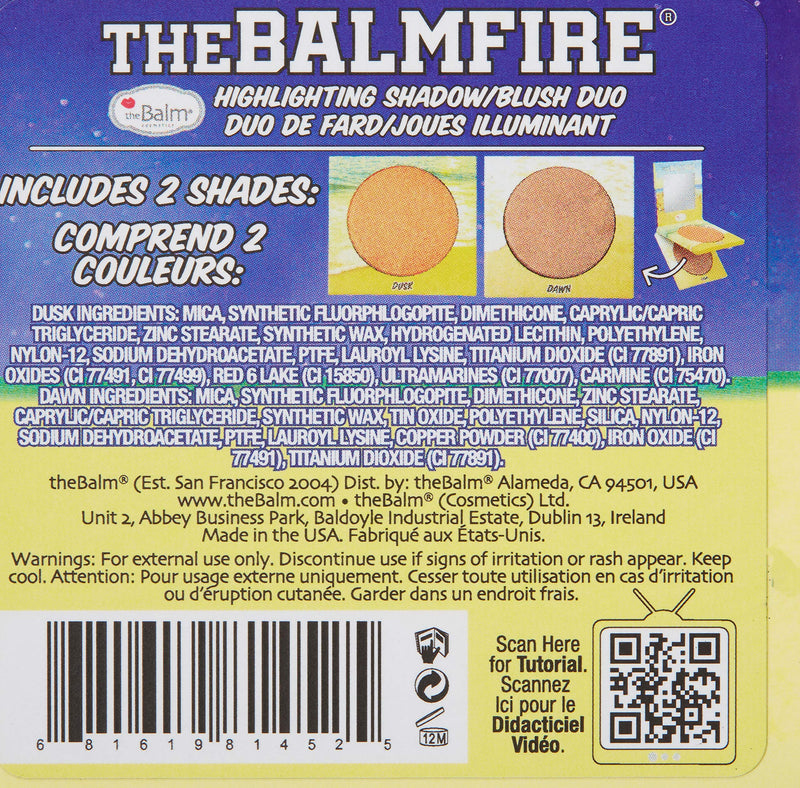 THEBALMFIRE®
theBalm®
cosmetics
HIGHLIGHTING SHADOW/BLUSH DUO
DUO DE FARD/JOUES ILLUMINANT
INCLUDES 2 SHADES:
COMPREND 2
COULEURS:
DUSK
DAWN
DUSK INGREDIENTS: MICA, SYNTHETIC FLUORPHLOGOPITE, DIMETHICONE, CAPRYLIC/CAPRIC
TRIGLYCERIDE, ZINC STEARATE, SYNTHETIC WAX, HYDROGENATED LECITHIN, POLYETHYLENE,
NYLON-12, SODIUM DEHYDROACETATE, PTFE, LAUROYL LYSINE, TITANIUM DIOXIDE (CI 77891), IRON
OXIDES (CI 77491, CI 77499), RED 6 LAKE (CI 15850), ULTRAMARINES (CI 77007), CARMINE (CI 75470).
DAWN INGREDIENTS: MICA, SYNTHETIC FLUORPHLOGOPITE, DIMETHICONE, ZINC STEARATE,
CAPRYLIC/CAPRIC TRIGLYCERIDE, SYNTHETIC WAX, TIN OXIDE, POLYETHYLENE, SILICA, NYLON-12,
SODIUM DEHYDROACETATE, PTFE, LAUROYL LYSINE, COPPER POWDER (CI 77400), IRON OXIDE (CI
77491), TITANIUM DIOXIDE (CI 77891).
theBalm® (Est. San Francisco 2004) Dist. by: theBalm® Alameda, CA 94501, USA
www.theBalm.com • theBalm® (Cosmetics) Ltd.
Unit 2, Abbey Business Park, Baldoyle Industrial Estate, Dublin 13, Ireland
Made in the USA. Fabriqué aux États-Unis.
Warnings: For external use only. Discontinue use if signs of irritation or rash appear. Keep
cool. Attention: Pour usage externe uniquement. Cesser toute utilisation en cas d'irritation
ou d'éruption cutanée. Garder dans un endroit frais.
6 81619 81452 5
12M
Scan Here
for Tutorial.
Scannez
Ici pour le
Didacticiel
Vidéo.